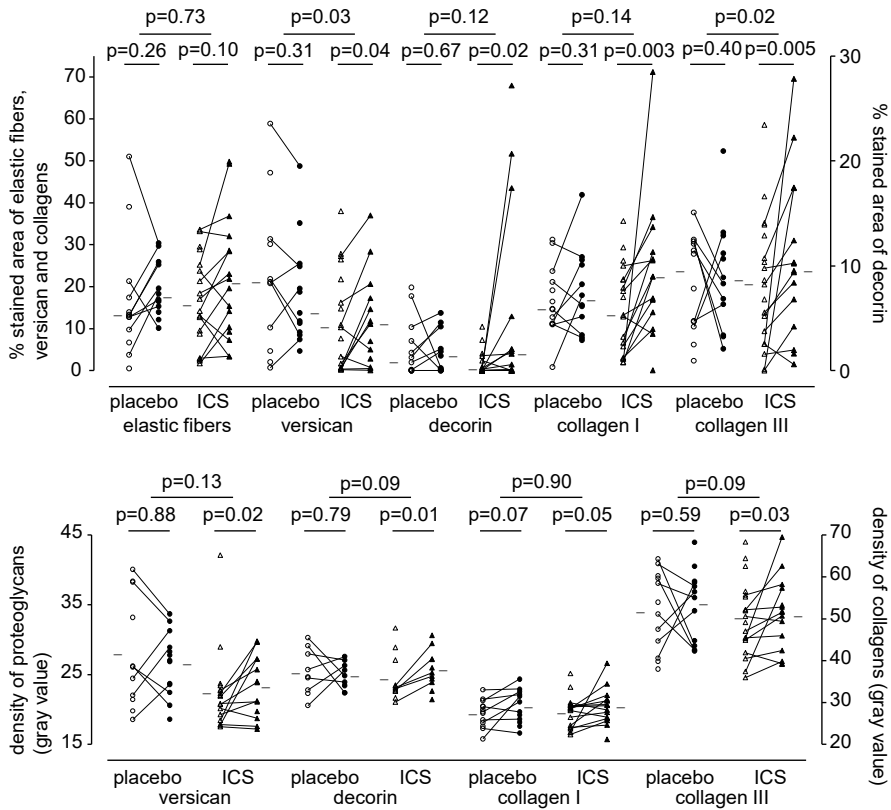 p=0.73 p=0.03 p=0.12 p=0.14 p=0.02
p=0.26 p=0.10 p=0.31 p=0.04 p=0.67 p=0.02 p=0.31 p=0.003 p=0.40 p=0.005
% stained area of elastic fibers,
versican and collagens
70
60
50
40
30
20
10
0
30
20
10
0
% stained area of decorin
placebo ICS placebo ICS placebo ICS placebo ICS placebo ICS
elastic fibers versican decorin collagen I collagen III
p=0.13 p=0.09 p=0.90 p=0.09
p=0.88 p=0.02 p=0.79 p=0.01 p=0.07 p=0.05 p=0.59 p=0.03
density of proteoglycans
(gray value)
45
35
25
15
70
60
50
40
30
20
density of collagens
(gray value)
placebo ICS placebo ICS placebo ICS placebo ICS
versican decorin collagen I collagen III